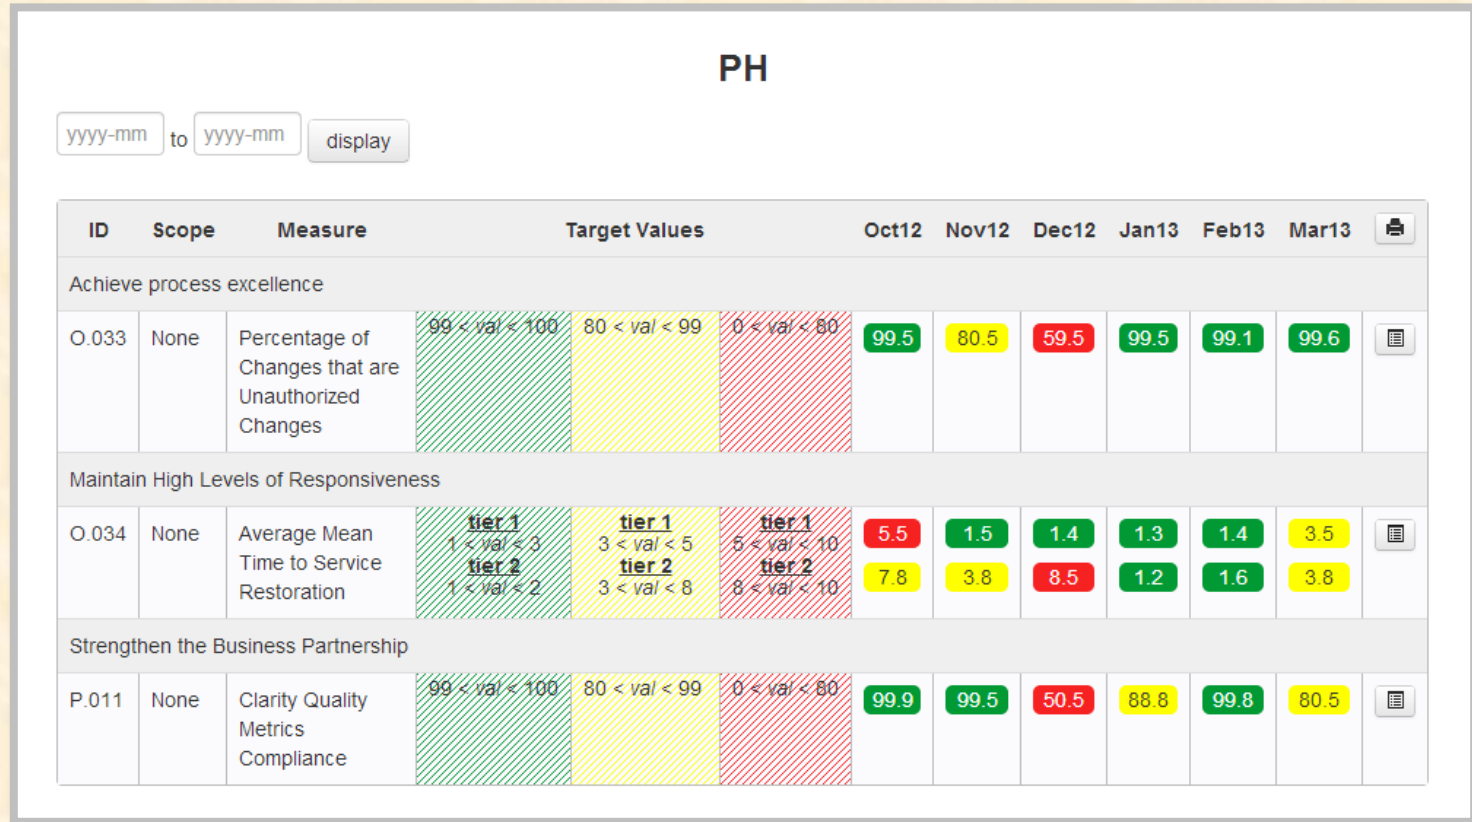 PH
yyyy-mm to yyyy-mm display
ID Scope Measure Target Values Oct12 Nov12 Dec12 Jan13 Feb13 Mar13
Achieve process excellence
O.033 None Percentage of 99 < val < 100 80 < val < 99 0 < val < 80 99.5 80.5 59.5 99.5 99.1 99.6
Changes that are
Unauthorized
Changes
Maintain High Levels of Responsiveness
O.034 None Average Mean tier 1 tier 1 tier 1 5.5 1.5 1.4 1.3 1.4 3.5
1 < val < 3 3 < val < 5 5 < val < 10
Time to Service tier 2 tier 2 tier 2 7.8 3.8 8.5 1.2 1.6 3.8
Restoration 1 < val < 2 3 < val < 8 8 < val < 10
Strengthen the Business Partnership
P.011 None Clarity Quality 99 < val < 100 80 < val < 99 0 < val < 80 99.9 99.5 50.5 88.8 99.8 80.5
Metrics
Compliance